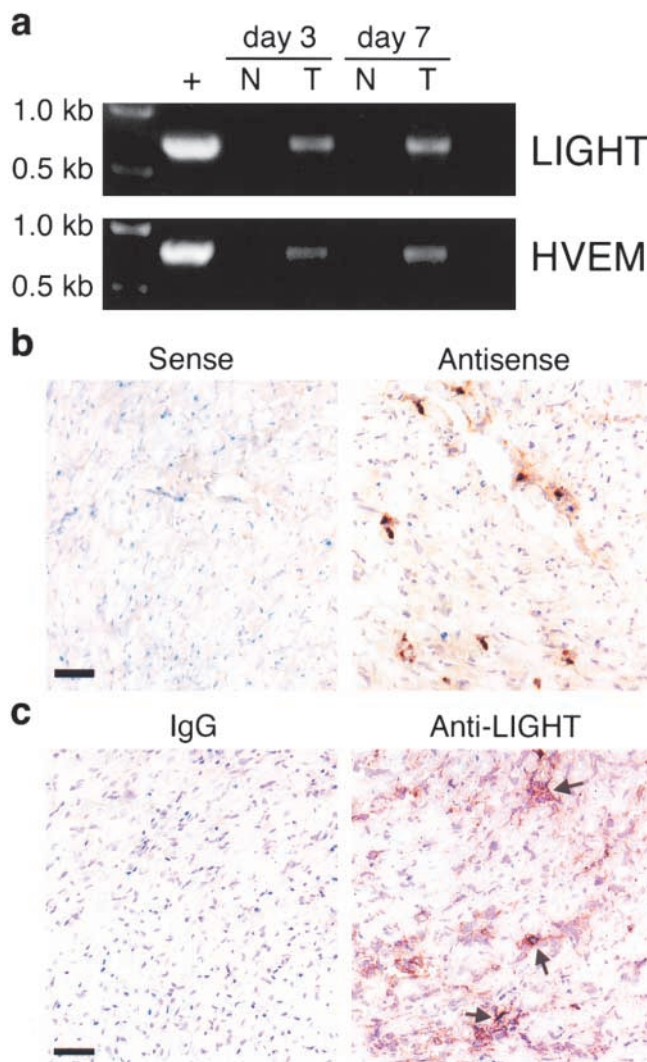 a
day 3 day 7
+ N T N T
1.0 kb
0.5 kb
LIGHT
1.0 kb
0.5 kb
HVEM
b
Sense Antisense
c
IgG Anti-LIGHT